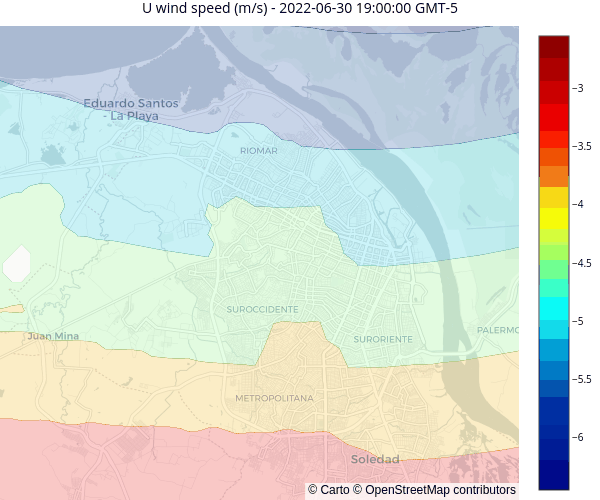 U wind speed (m/s) - 2022-06-30 19:00:00 GMT-5
Eduardo Santos
- La Playa
RIOMAR
SUROCCIDENTE
SURORIENTE
PALERMO
Juan Mina
METROPOLITANA
Soledad
© Carto © OpenStreetMap contributors
−3
−3.5
−4
−4.5
−5
−5.5
−6